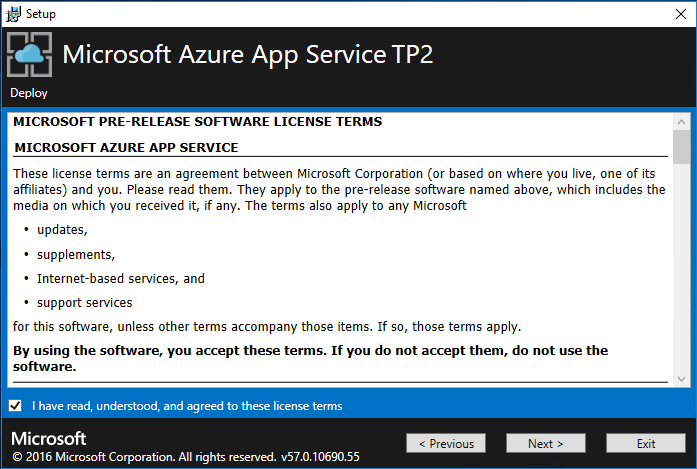 Setup
Microsoft Azure App Service TP2
Deploy
MICROSOFT PRE-RELEASE SOFTWARE LICENSE TERMS
MICROSOFT AZURE APP SERVICE
These license terms are an agreement between Microsoft Corporation (or based on where you live, one of its
affiliates) and you. Please read them. They apply to the pre-release software named above, which includes the
media on which you received it, if any. The terms also apply to any Microsoft
• updates,
• supplements,
• Internet-based services, and
• support services
for this software, unless other terms accompany those items. If so, those terms apply.
By using the software, you accept these terms. If you do not accept them, do not use the
software.
I have read, understood, and agreed to these license terms
Microsoft
© 2016 Microsoft Corporation. All rights reserved. v57.0.10690.55
< Previous
Next >
Exit